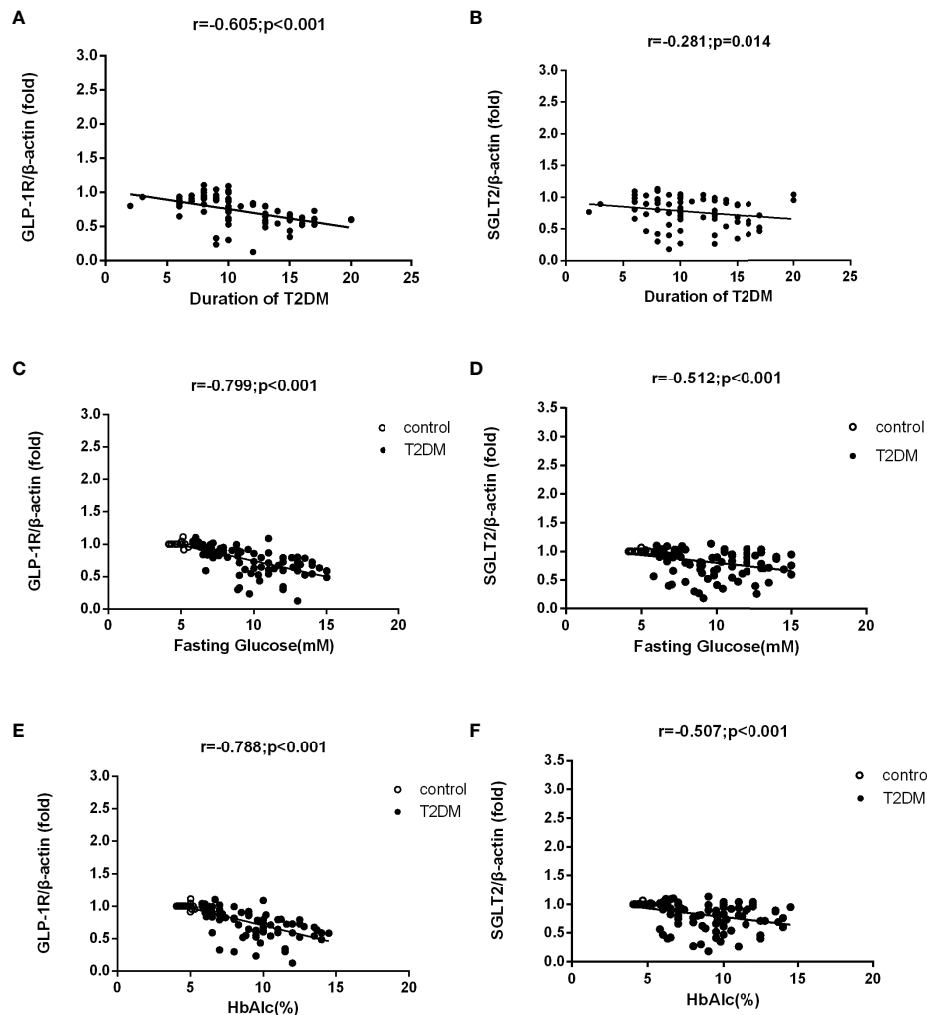 A
r=-0.605;p<0.001
GLP-1R/β-actin (fold)
3.0
2.5
2.0
1.5
1.0
0.5
0.0
0 5 10 15 20 25
Duration of T2DM
B
r=-0.281;p=0.014
SGLT2/β-actin (fold)
3.0
2.5
2.0
1.5
1.0
0.5
0.0
0 5 10 15 20 25
Duration of T2DM
C
r=-0.799;p<0.001
control
T2DM
GLP-1R/β-actin (fold)
3.0
2.5
2.0
1.5
1.0
0.5
0.0
0 5 10 15 20
Fasting Glucose(mM)
D
r=-0.512;p<0.001
control
T2DM
SGLT2/β-actin (fold)
3.5
3.0
2.5
2.0
1.5
1.0
0.5
0.0
0 5 10 15 20
Fasting Glucose(mM)
E
r=-0.788;p<0.001
control
T2DM
GLP-1R/β-actin (fold)
3.0
2.5
2.0
1.5
1.0
0.5
0.0
0 5 10 15 20
HbAlc(%)
F
r=-0.507;p<0.001
contro
T2DM
SGLT2/β-actin (fold)
3.5
3.0
2.5
2.0
1.5
1.0
0.5
0.0
0 5 10 15 20
HbAlc(%)